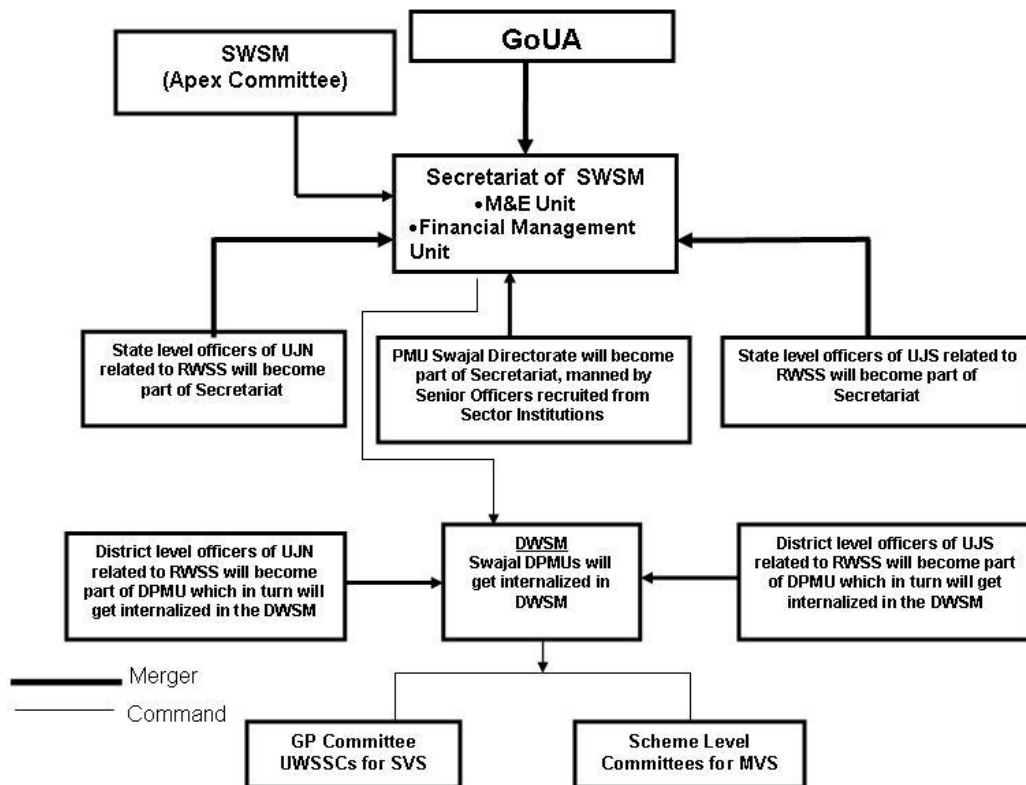 SWSM
(Apex Committee)
GoUA
Secretariat of SWSM
•M&E Unit
•Financial Management
Unit
State level officers of UJN
related to RWSS will become
part of Secretariat
PMU Swajal Directorate will become
part of Secretariat, manned by
Senior Officers recruited from
Sector Institutions
State level officers of UJS related to
RWSS will become part of
Secretariat
District level officers of UJN
related to RWSS will become
part of DPMU which in turn will
get internalized in the DWSM
DWSM
Swajal DPMUs will
get internalized in
DWSM
District level officers of UJS
related to RWSS will become part
of DPMU which in turn will get
internalized in the DWSM
Merger
Command
GP Committee
UWSSCs for SVS
Scheme Level
Committees for MVS